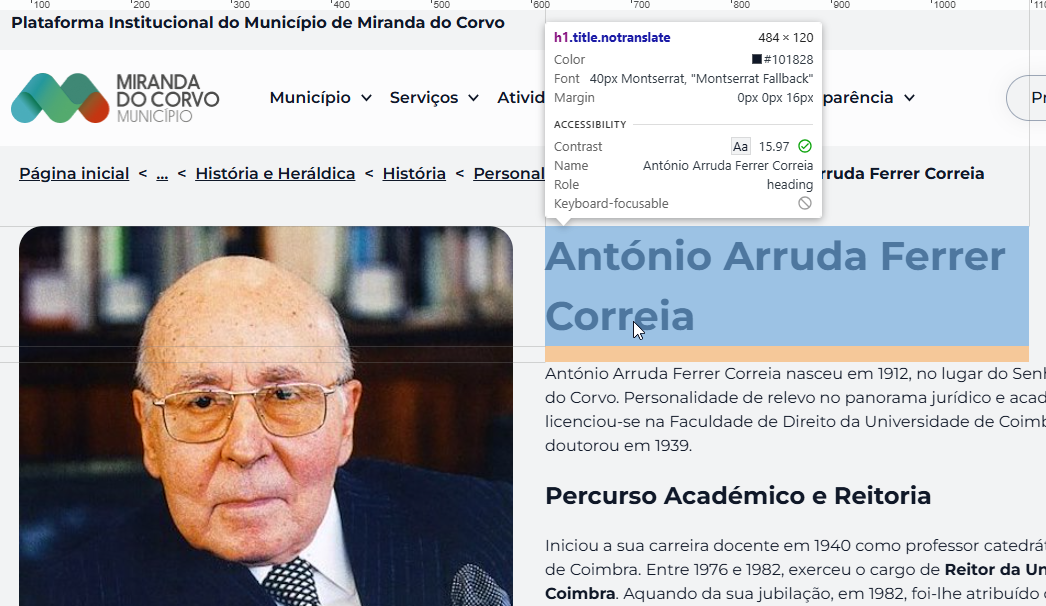 100 200 300 400 500 600 700 800 900 1000
Plataforma Institucional do Município de Miranda do Corvo
MIRANDA
DO CORVO
MUNICÍPIO
Município Serviços Ativid
h1.title.notranslate 484 × 120
Color #101828
Font 40px Montserrat, "Montserrat Fallback"
Margin 0px 0px 16px
ACCESSIBILITY
Contrast Aa 15.97
Name António Arruda Ferrer Correia
Role heading
Keyboard-focusable
parência
Página inicial < ... < História e Heráldica < História < Personal
rruda Ferrer Correia
António Arruda Ferrer
Correia
António Arruda Ferrer Correia nasceu em 1912, no lugar do Senh
do Corvo. Personalidade de relevo no panorama jurídico e acad
licenciou-se na Faculdade de Direito da Universidade de Coimb
doutorou em 1939.
Percurso Académico e Reitoria
Iniciou a sua carreira docente em 1940 como professor catedrát
de Coimbra. Entre 1976 e 1982, exerceu o cargo de Reitor da Un
Coimbra. Aquando da sua jubilação, em 1982, foi-lhe atribuído